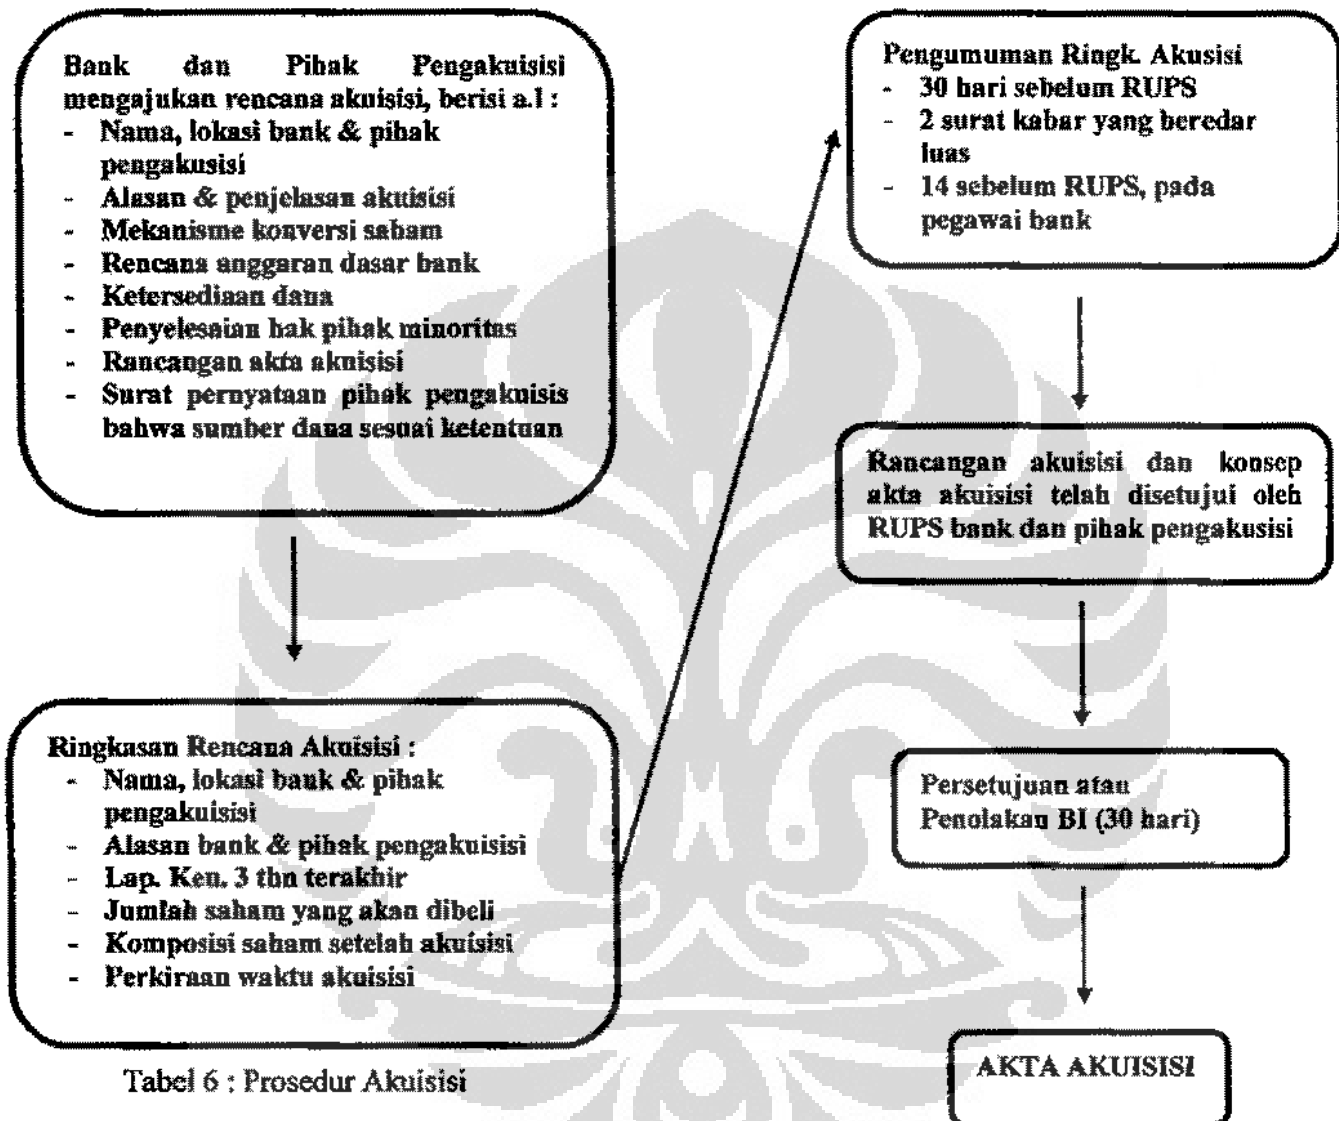 Bank dan Pihak Pengakuisisi
mengajukan rencana akuisisi, berisi a.l :
- Nama, lokasi bank & pihak
pengakusisi
- Alasan & penjelasan akuisisi
- Mekanisme konversi saham
- Rencana anggaran dasar bank
- Ketersediaan dana
- Penyelesaian hak pihak minoritas
- Rancangan akta akuisisi
- Surat pernyataan pihak pengakuisis
bahwa sumber dana sesuai ketentuan
Ringkasan Rencana Akuisisi :
- Nama, lokasi bank & pihak
pengakuisisi
- Alasan bank & pihak pengakuisisi
- Lap. Keu. 3 thn terakhir
- Jumlah saham yang akan dibeli
- Komposisi saham setelah akuisisi
- Perkiraan waktu akuisisi
Tabel 6 : Prosedur Akuisisi
Pengumuman Ringk. Akusisi
- 30 hari sebelum RUPS
- 2 surat kabar yang beredar
luas
- 14 sebelum RUPS, pada
pegawai bank
Rancangan akuisisi dan konsep
akta akuisisi telah disetujui oleh
RUPS bank dan pihak pengakusisi
Persetujuan atau
Penolakan BI (30 hari)
AKTA AKUISISI